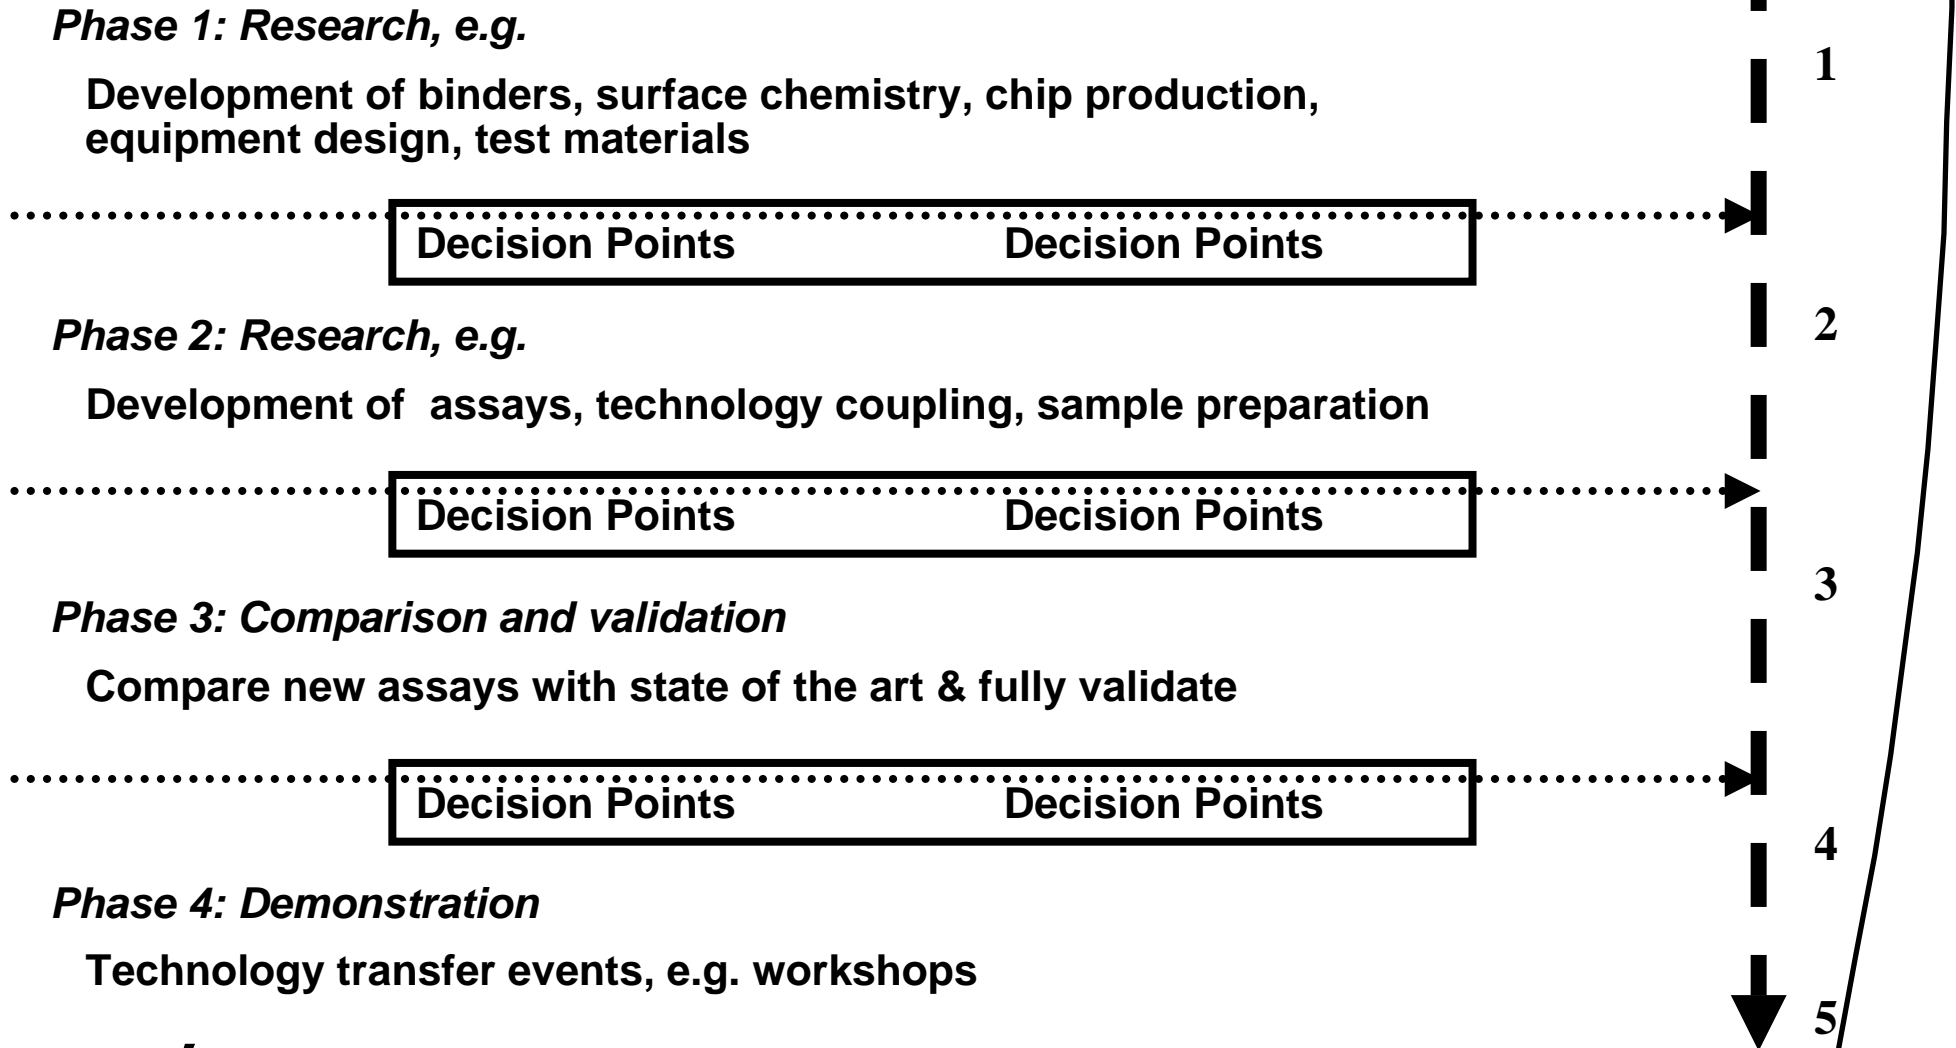 Phase 1: Research, e.g.
1
Development of binders, surface chemistry, chip production,
equipment design, test materials
Decision Points Decision Points
Phase 2: Research, e.g.
2
Development of assays, technology coupling, sample preparation
Decision Points Decision Points
3
Phase 3: Comparison and validation
Compare new assays with state of the art & fully validate
Decision Points Decision Points
4
Phase 4: Demonstration
Technology transfer events, e.g. workshops
5